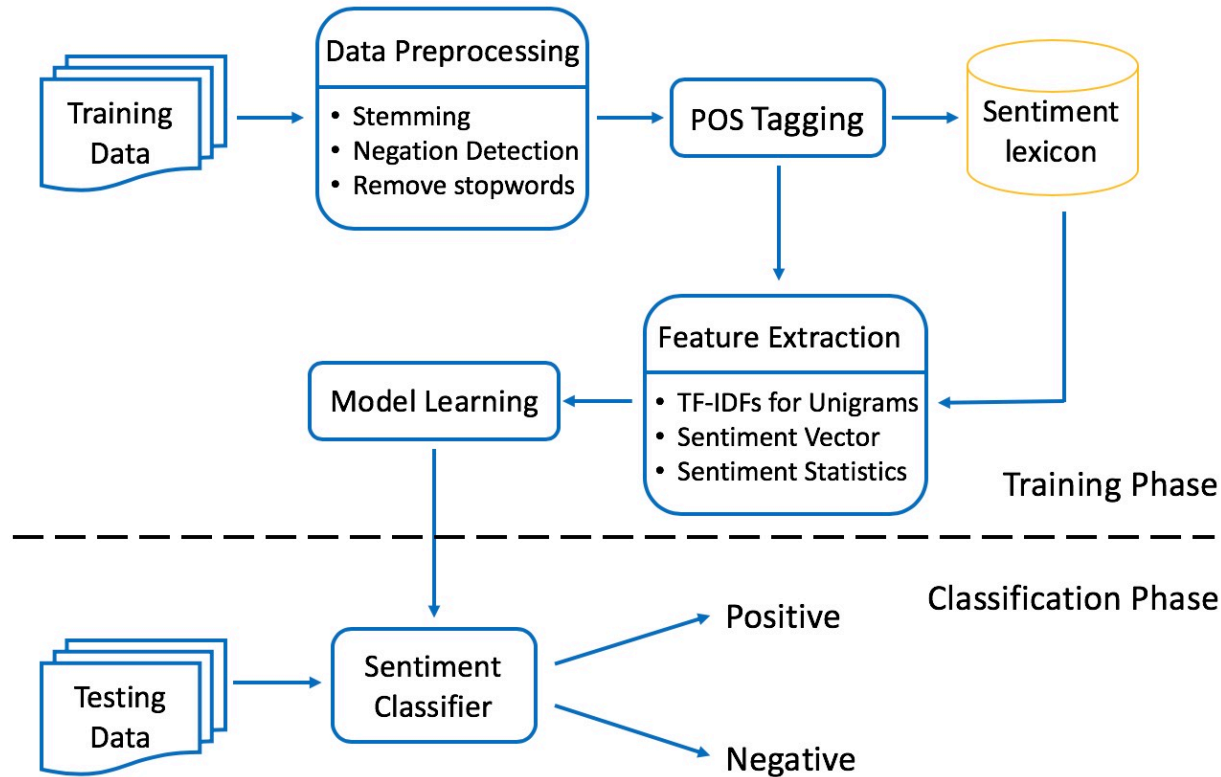 Training
Data
Data Preprocessing
• Stemming
• Negation Detection
• Remove stopwords
POS Tagging
Sentiment
lexicon
Feature Extraction
• TF-IDFs for Unigrams
• Sentiment Vector
• Sentiment Statistics
Model Learning
Training Phase
Classification Phase
Testing
Data
Sentiment
Classifier
Positive
Negative